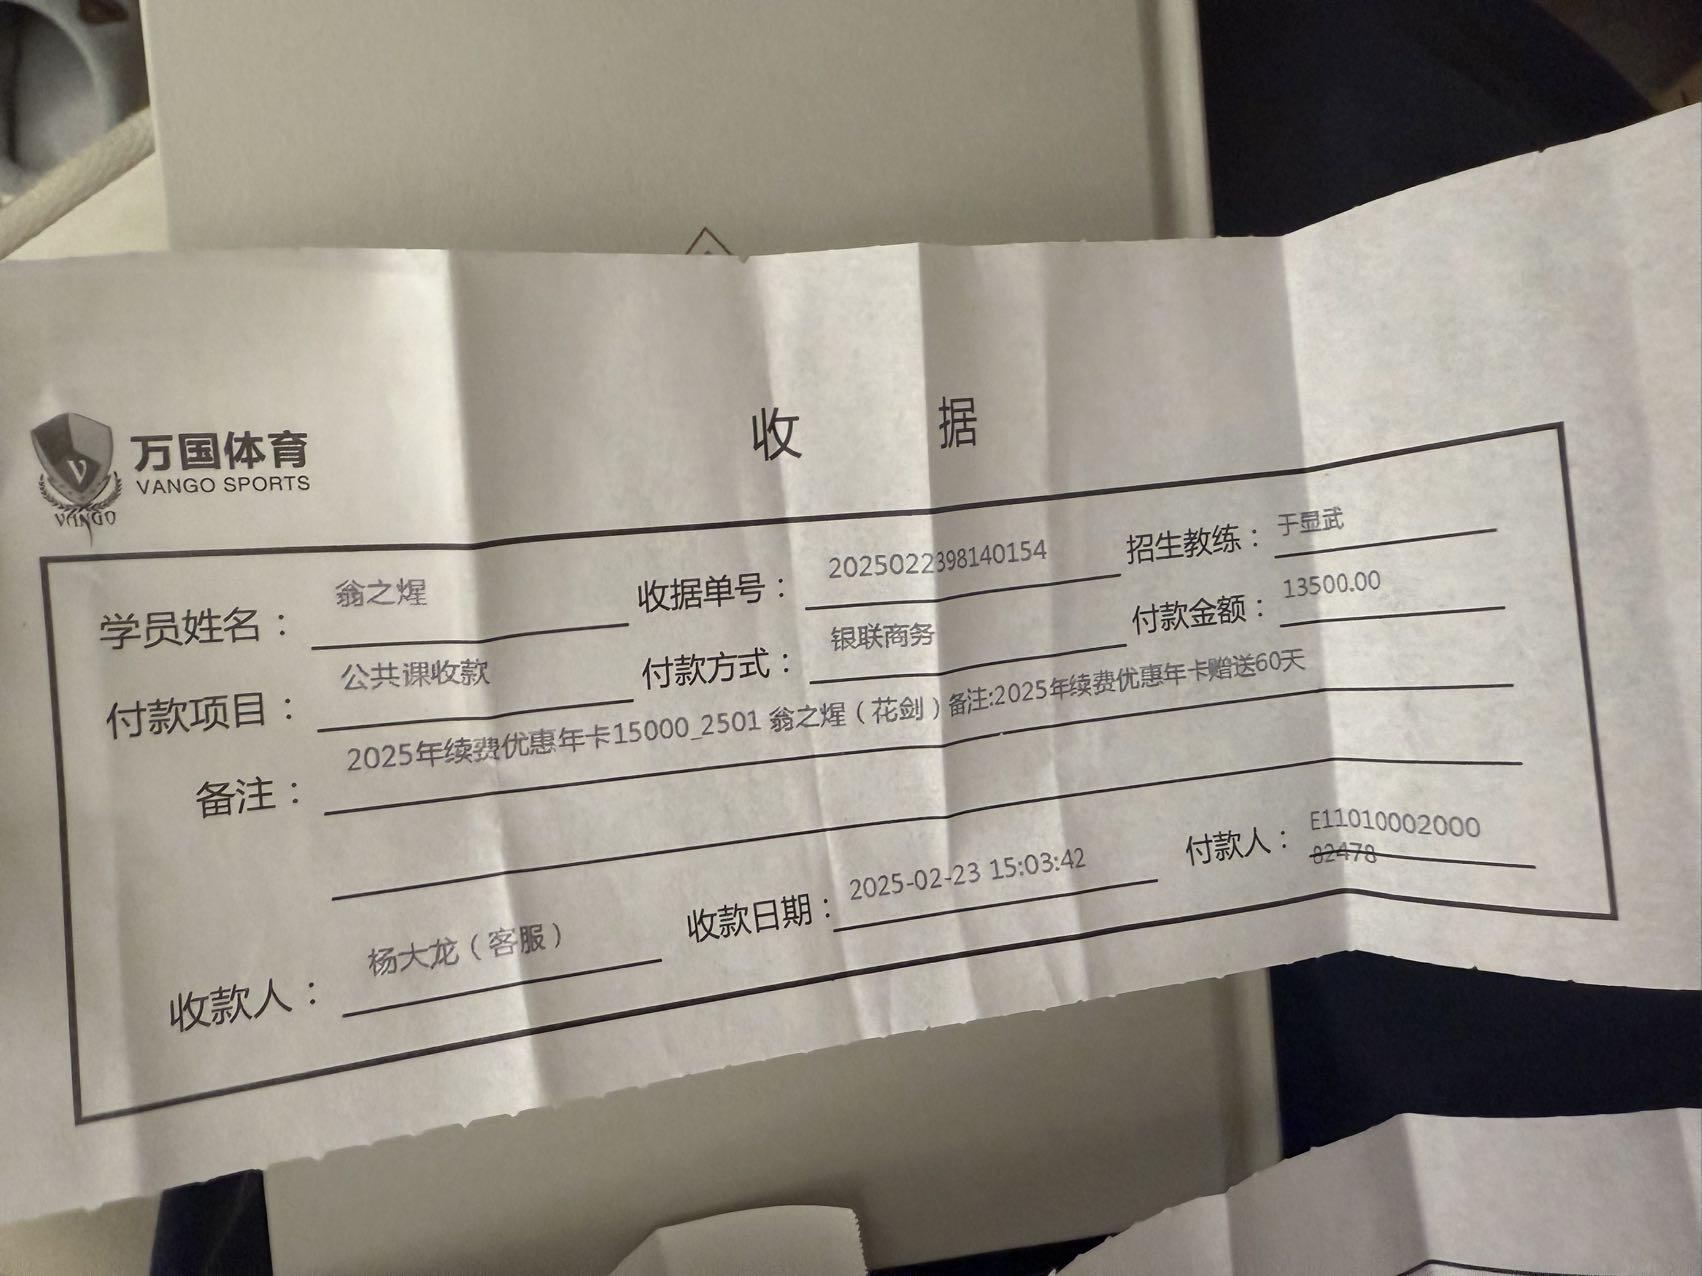 万国体育
VANGO SPORTS
VANGO
收据
学员姓名：翁之煋 收据单号：2025022398140154 招生教练：于显武
付款项目：公共课收款 付款方式：银联商务 付款金额：13500.00
备注：2025年续费优惠年卡15000_2501 翁之煋（花剑）备注:2025年续费优惠年卡赠送60天
收款人：杨大龙（客服） 收款日期：2025-02-23 15:03:42 付款人：E11010002000
82478